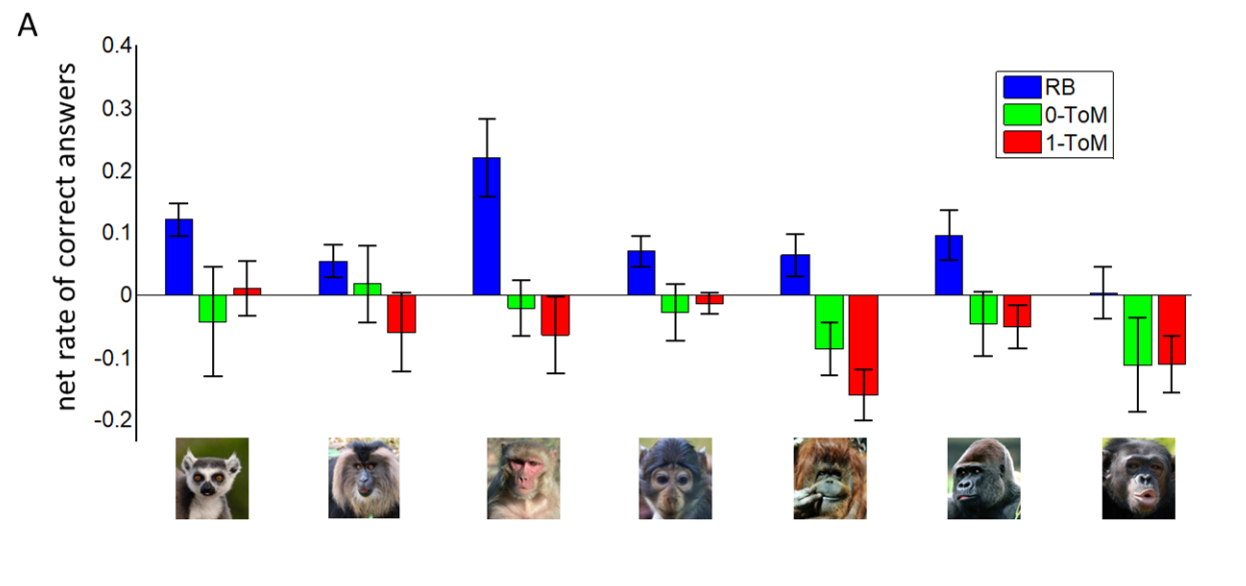 A
net rate of correct answers
0.4
0.3
0.2
0.1
0
-0.1
-0.2
RB
0-ToM
1-ToM